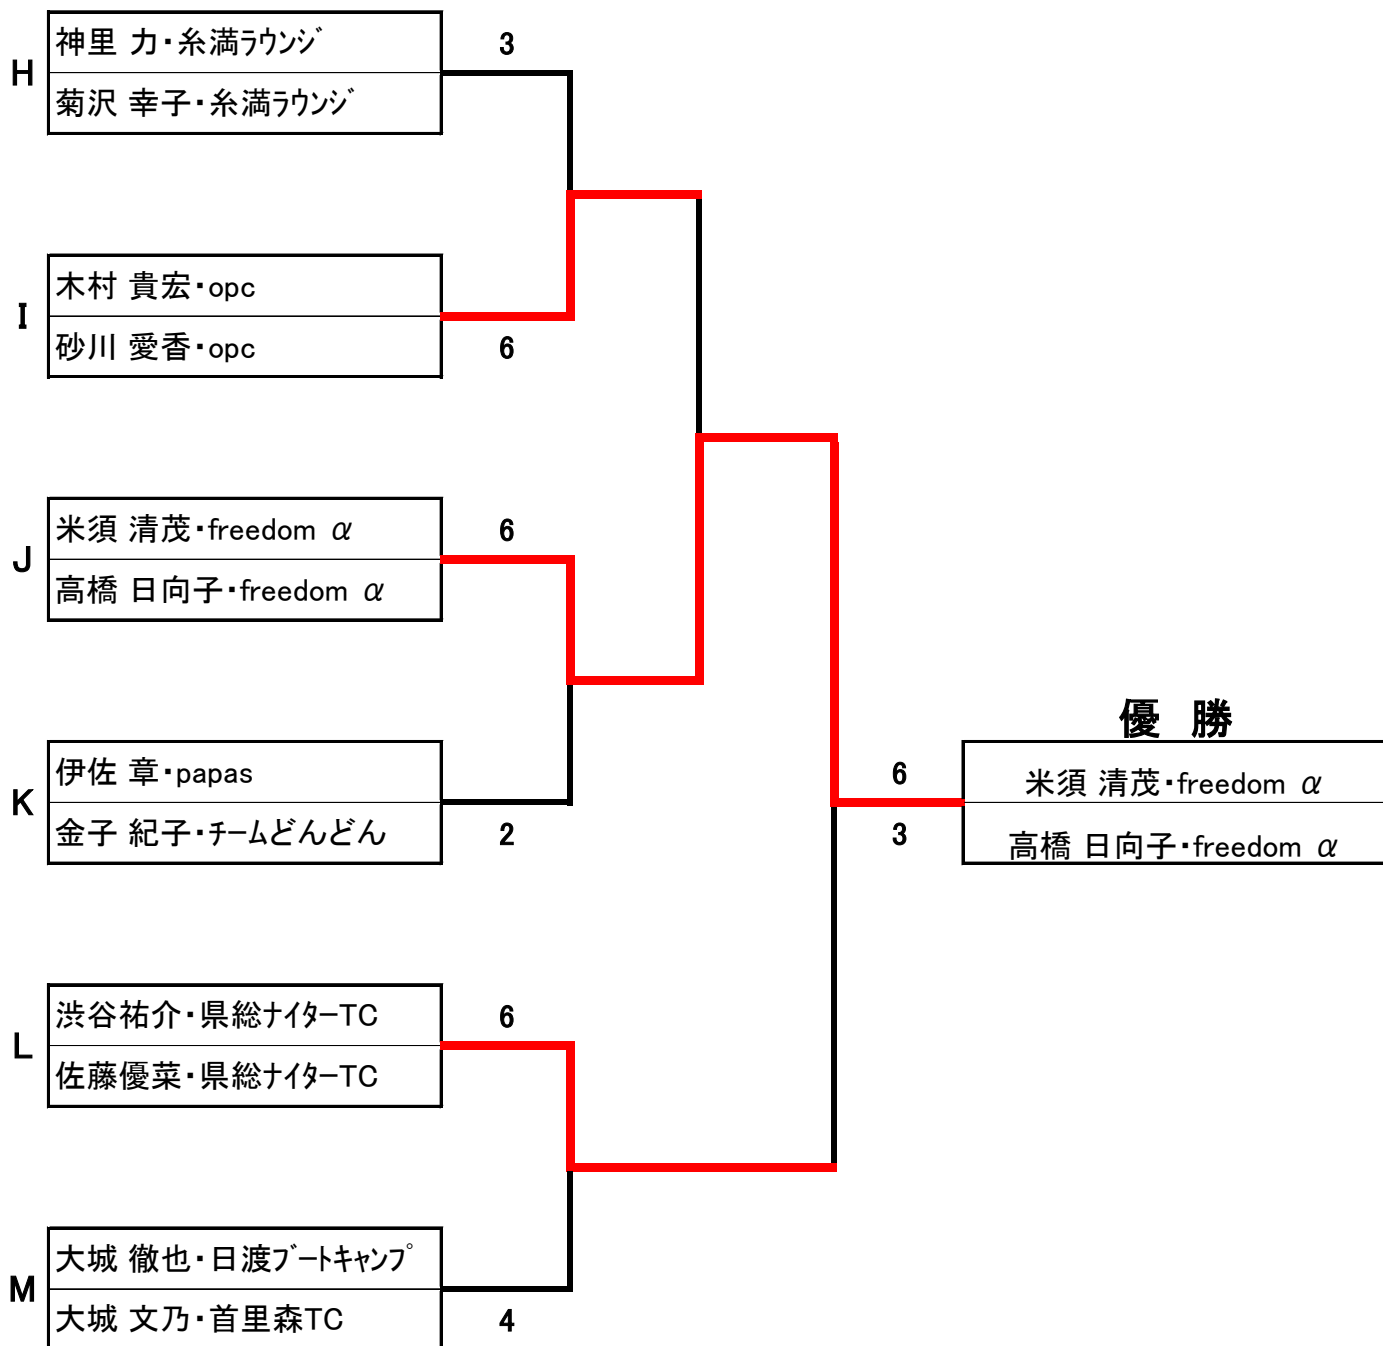 神里 力・糸満ﾗｳﾝｼﾞ
3
H
菊沢 幸子・糸満ﾗｳﾝｼﾞ
木村 貴宏・opc
I
砂川 愛香・opc
6
米須 清茂・freedom α
6
J
高橋 日向子・freedom α
優 勝
伊佐 章・papas
6
米須 清茂・freedom α
K
金子 紀子・ﾁｰﾑどんどん
2
3
高橋 日向子・freedom α
渋谷祐介・県総ﾅｲﾀｰTC
6
L
佐藤優菜・県総ﾅｲﾀｰTC
大城 徹也・日渡ﾌﾞｰﾄｷｬﾝﾌﾟ
M
大城 文乃・首里森TC
4